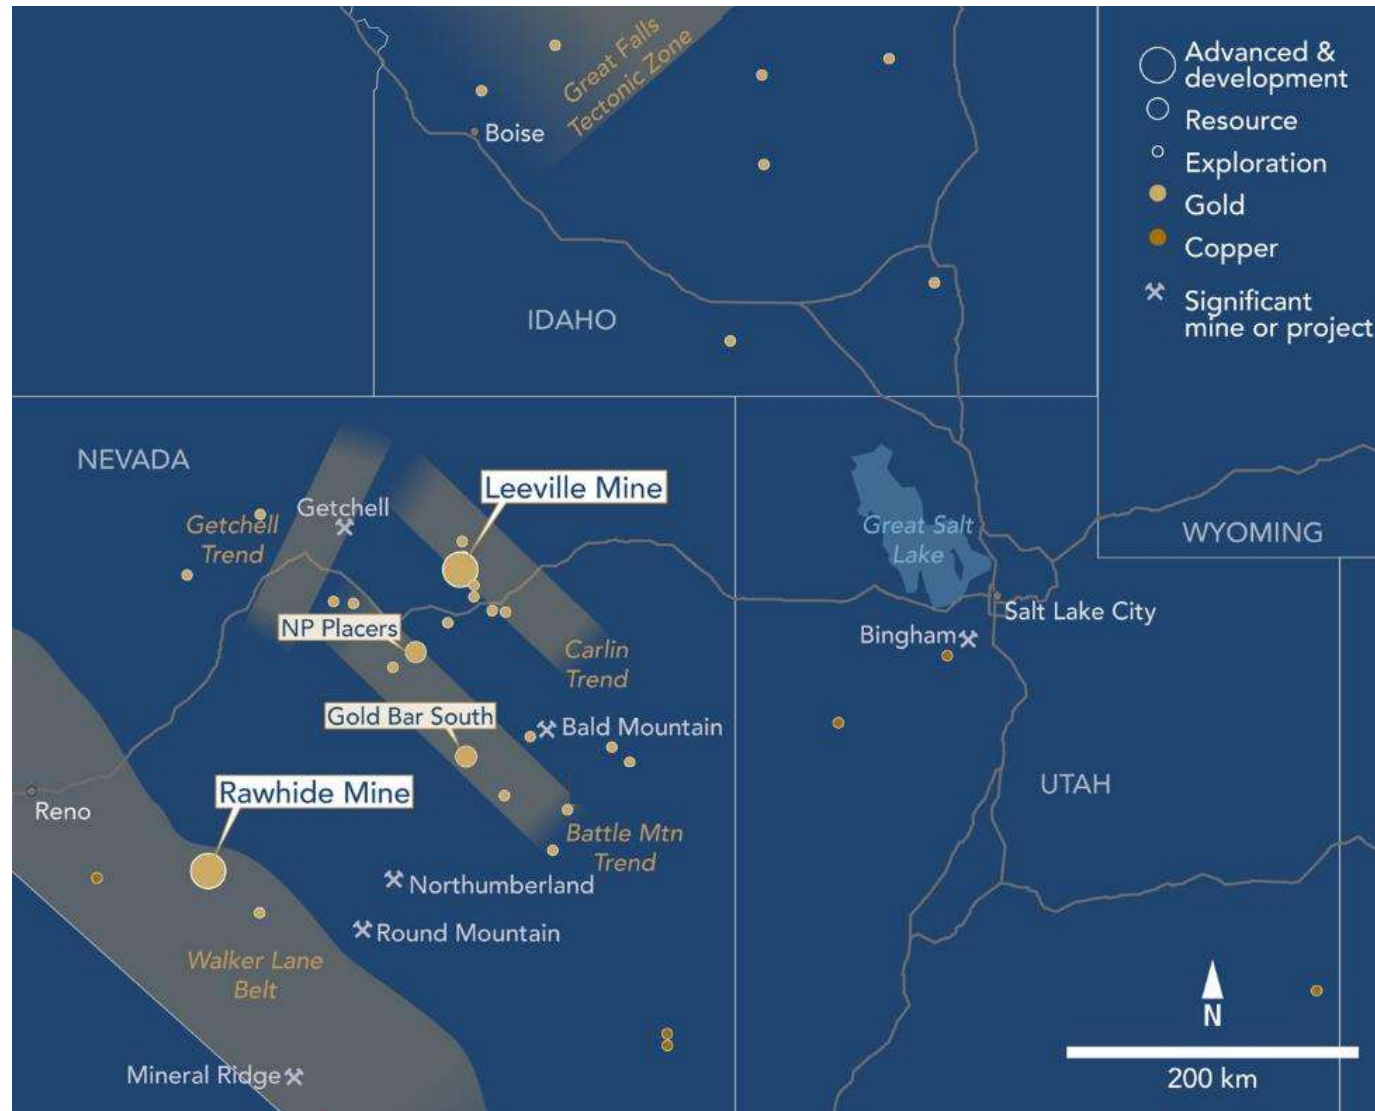 Great Falls
Tectonic Zone
Boise
IDAHO
Advanced &
development
Resource
Exploration
Gold
Copper
Significant
mine or project
NEVADA
Leeville Mine
Getchell
Getchell
Trend
Great Salt
Lake
WYOMING
Salt Lake City
NP Placers
Bingham
Carlin
Trend
Gold Bar South
Bald Mountain
UTAH
Rawhide Mine
Reno
Battle Mtn
Trend
Northumberland
Round Mountain
Walker Lane
Belt
N
Mineral Ridge
200 km